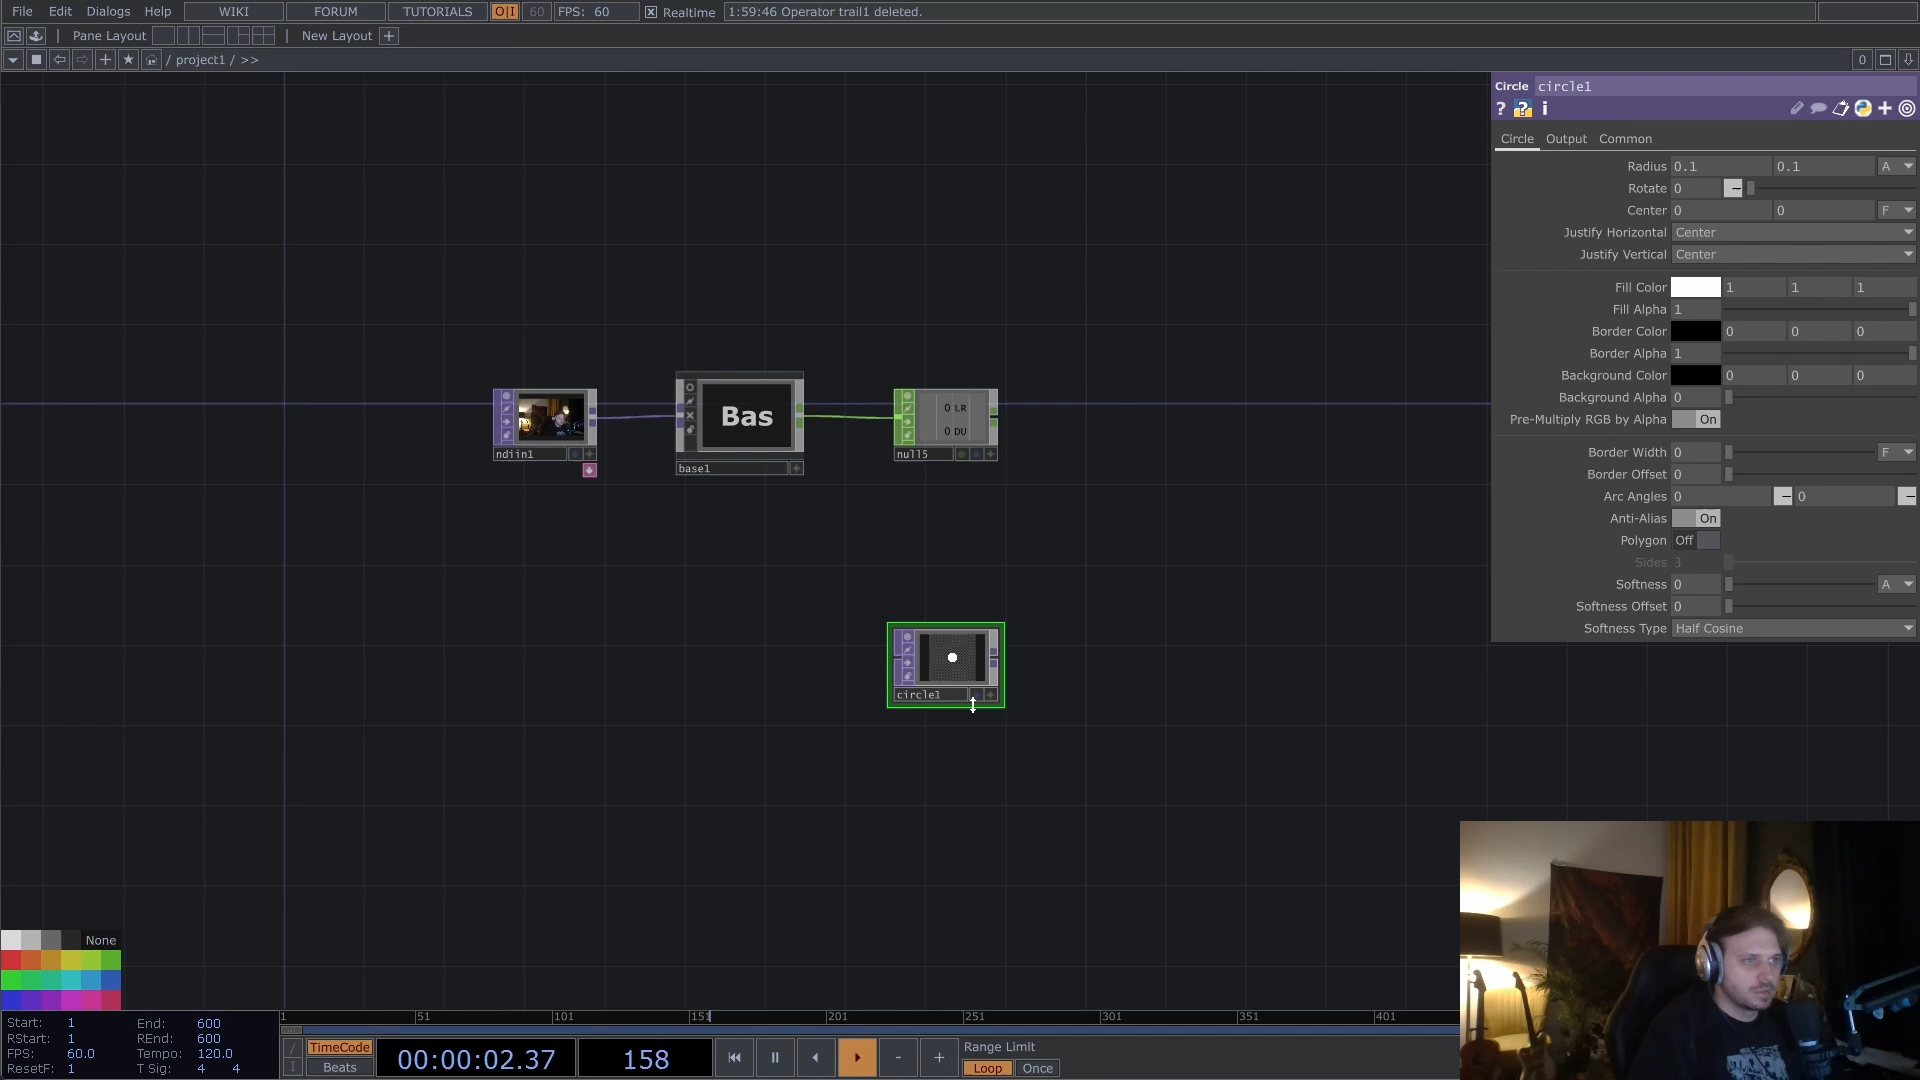 File Edit Dialogs Help WIKI FORUM TUTORIALS O|I 60 FPS: 60 Realtime 1:59:46 Operator trail1 deleted.
Pane Layout New Layout +
/ project1 / >> 0
Circle circle1
? ? i
Circle Output Common
Radius 0.1 0.1 A
Rotate 0
Center 0 0 F
Justify Horizontal Center
Justify Vertical Center
Fill Color 1 1 1
Fill Alpha 1
Border Color 0 0 0
Border Alpha 1
Background Color 0 0 0
Background Alpha 0
Pre-Multiply RGB by Alpha On
Border Width 0 F
Border Offset 0
Arc Angles 0 0
Anti-Alias On
Polygon Off
Sides 3
Softness 0 A
Softness Offset 0
Softness Type Half Cosine
Bas
0 LR
0 DU
ndiin1
base1
null5
circle1
None
1 51 101 151 201 251 301 351 401
Start: 1 End: 600
RStart: 1 REnd: 600
FPS: 60.0 Tempo: 120.0
ResetF: 1 T Sig: 4 4
/
I
TimeCode
Beats
00:00:02.37
158
- +
Range Limit
Loop Once